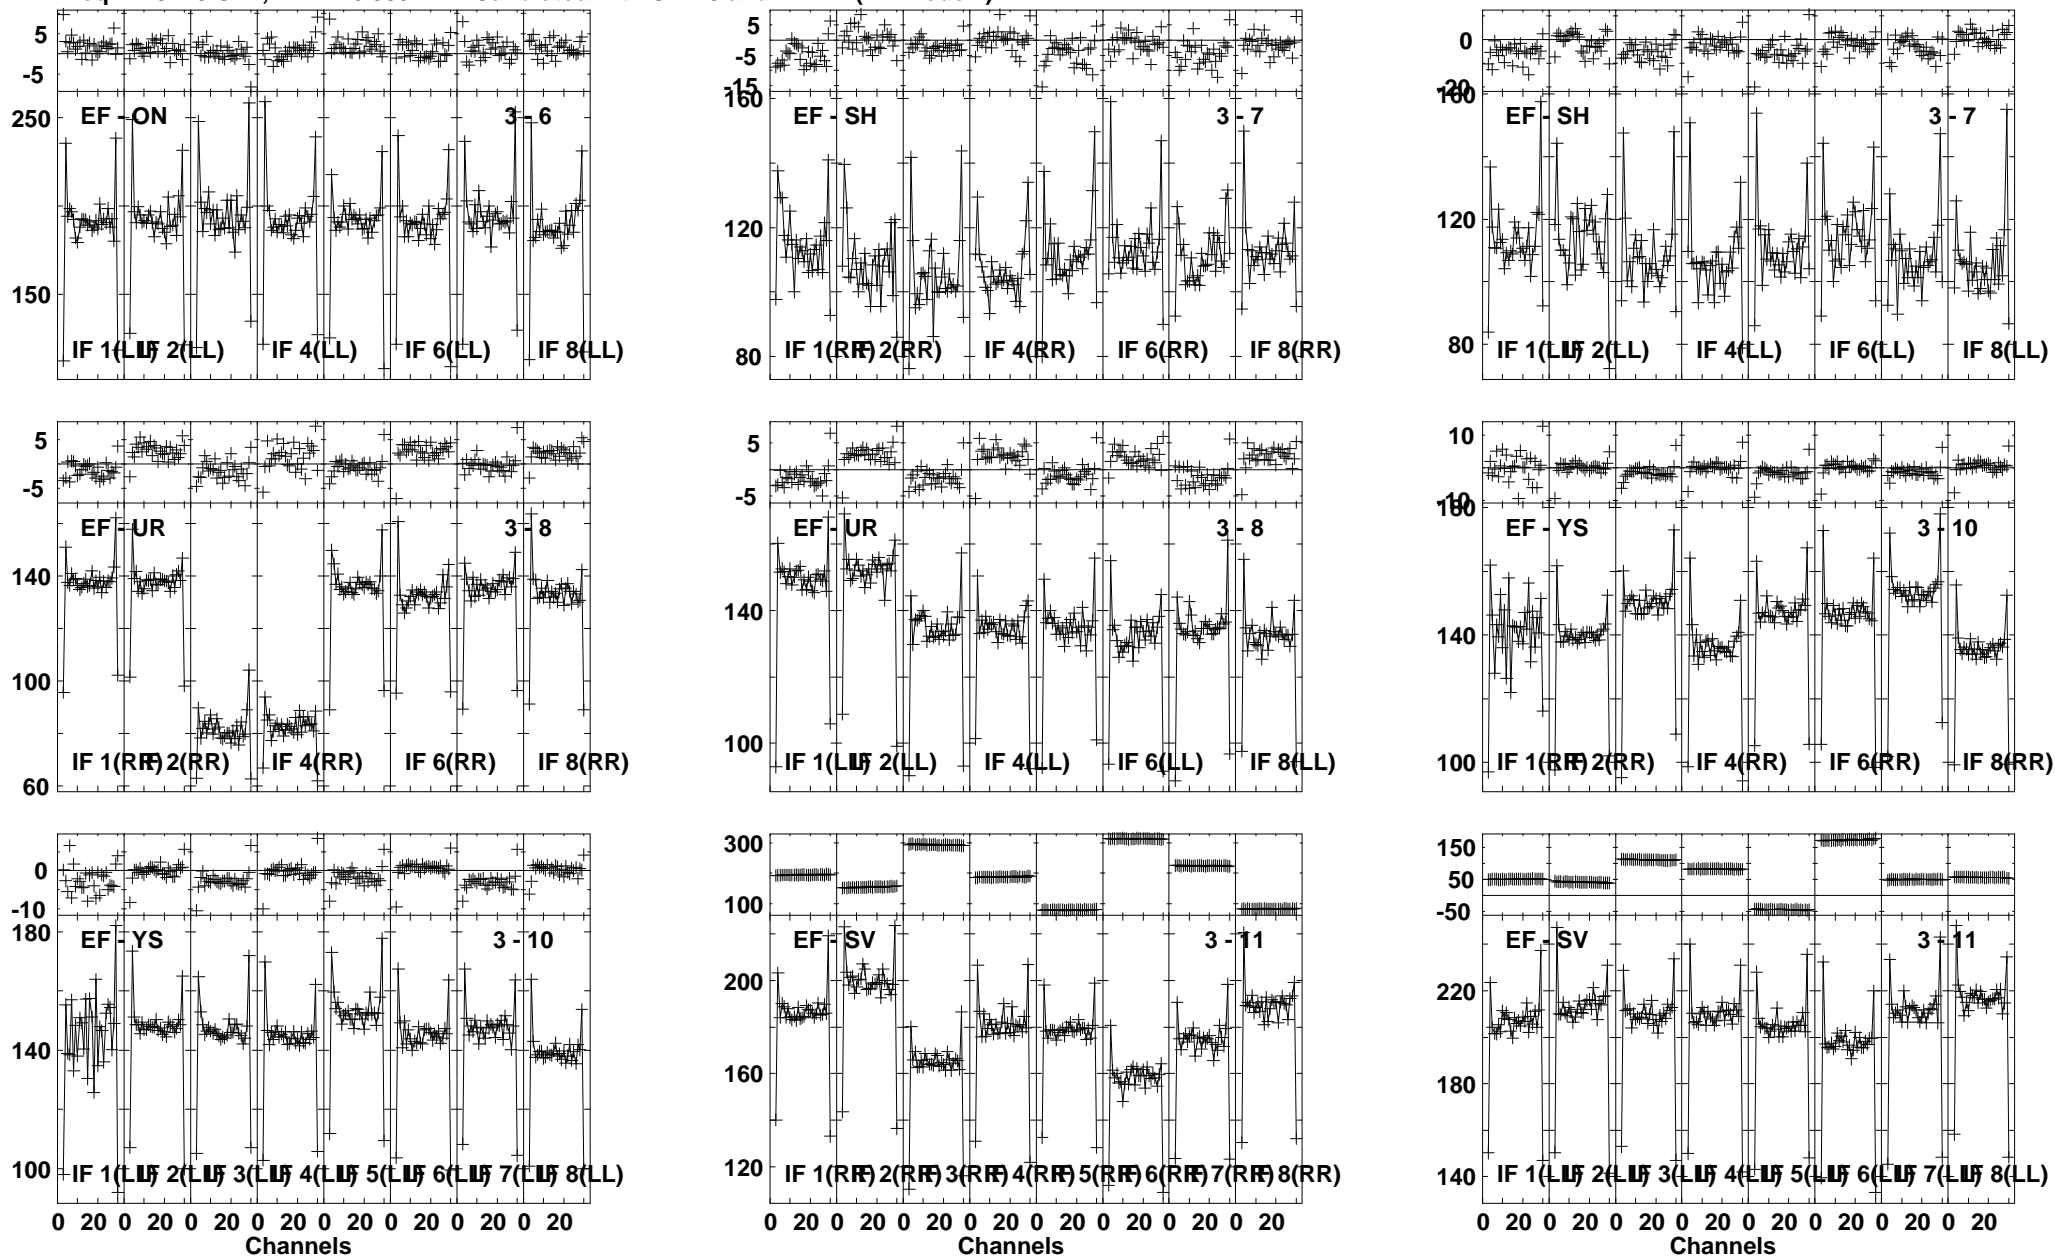 5
-5
250
150
EF - ON 3 - 6
IF 1(LL) IF 2(LL) IF 4(LL) IF 6(LL) IF 8(LL)
5
-5
-15
160
120
80
EF - SH 3 - 7
IF 1(RR) IF 2(RR) IF 4(RR) IF 6(RR) IF 8(RR)
0
-20
160
120
80
EF - SH 3 - 7
IF 1(LL) IF 2(LL) IF 4(LL) IF 6(LL) IF 8(LL)
5
-5
140
100
60
EF - UR 3 - 8
IF 1(RR) IF 2(RR) IF 4(RR) IF 6(RR) IF 8(RR)
5
-5
140
100
EF - UR 3 - 8
IF 1(LL) IF 2(LL) IF 4(LL) IF 6(LL) IF 8(LL)
10
-10
180
140
100
EF - YS 3 - 10
IF 1(RR) IF 2(RR) IF 4(RR) IF 6(RR) IF 8(RR)
0
-10
180
140
100
EF - YS 3 - 10
IF 1(LL) IF 2(LL) IF 3(LL) IF 4(LL) IF 5(LL) IF 6(LL) IF 7(LL) IF 8(LL)
0 20 0 20 0 20 0 20 0 20 0 20 0 20 0 20
Channels
300
100
200
160
120
EF - SV 3 - 11
IF 1(RR) IF 2(RR) IF 3(RR) IF 4(RR) IF 5(RR) IF 6(RR) IF 7(RR) IF 8(RR)
0 20 0 20 0 20 0 20 0 20 0 20 0 20 0 20
Channels
150
50
-50
220
180
140
EF - SV 3 - 11
IF 1(LL) IF 2(LL) IF 3(LL) IF 4(LL) IF 5(LL) IF 6(LL) IF 7(LL) IF 8(LL)
0 20 0 20 0 20 0 20 0 20 0 20 0 20 0 20
Channels